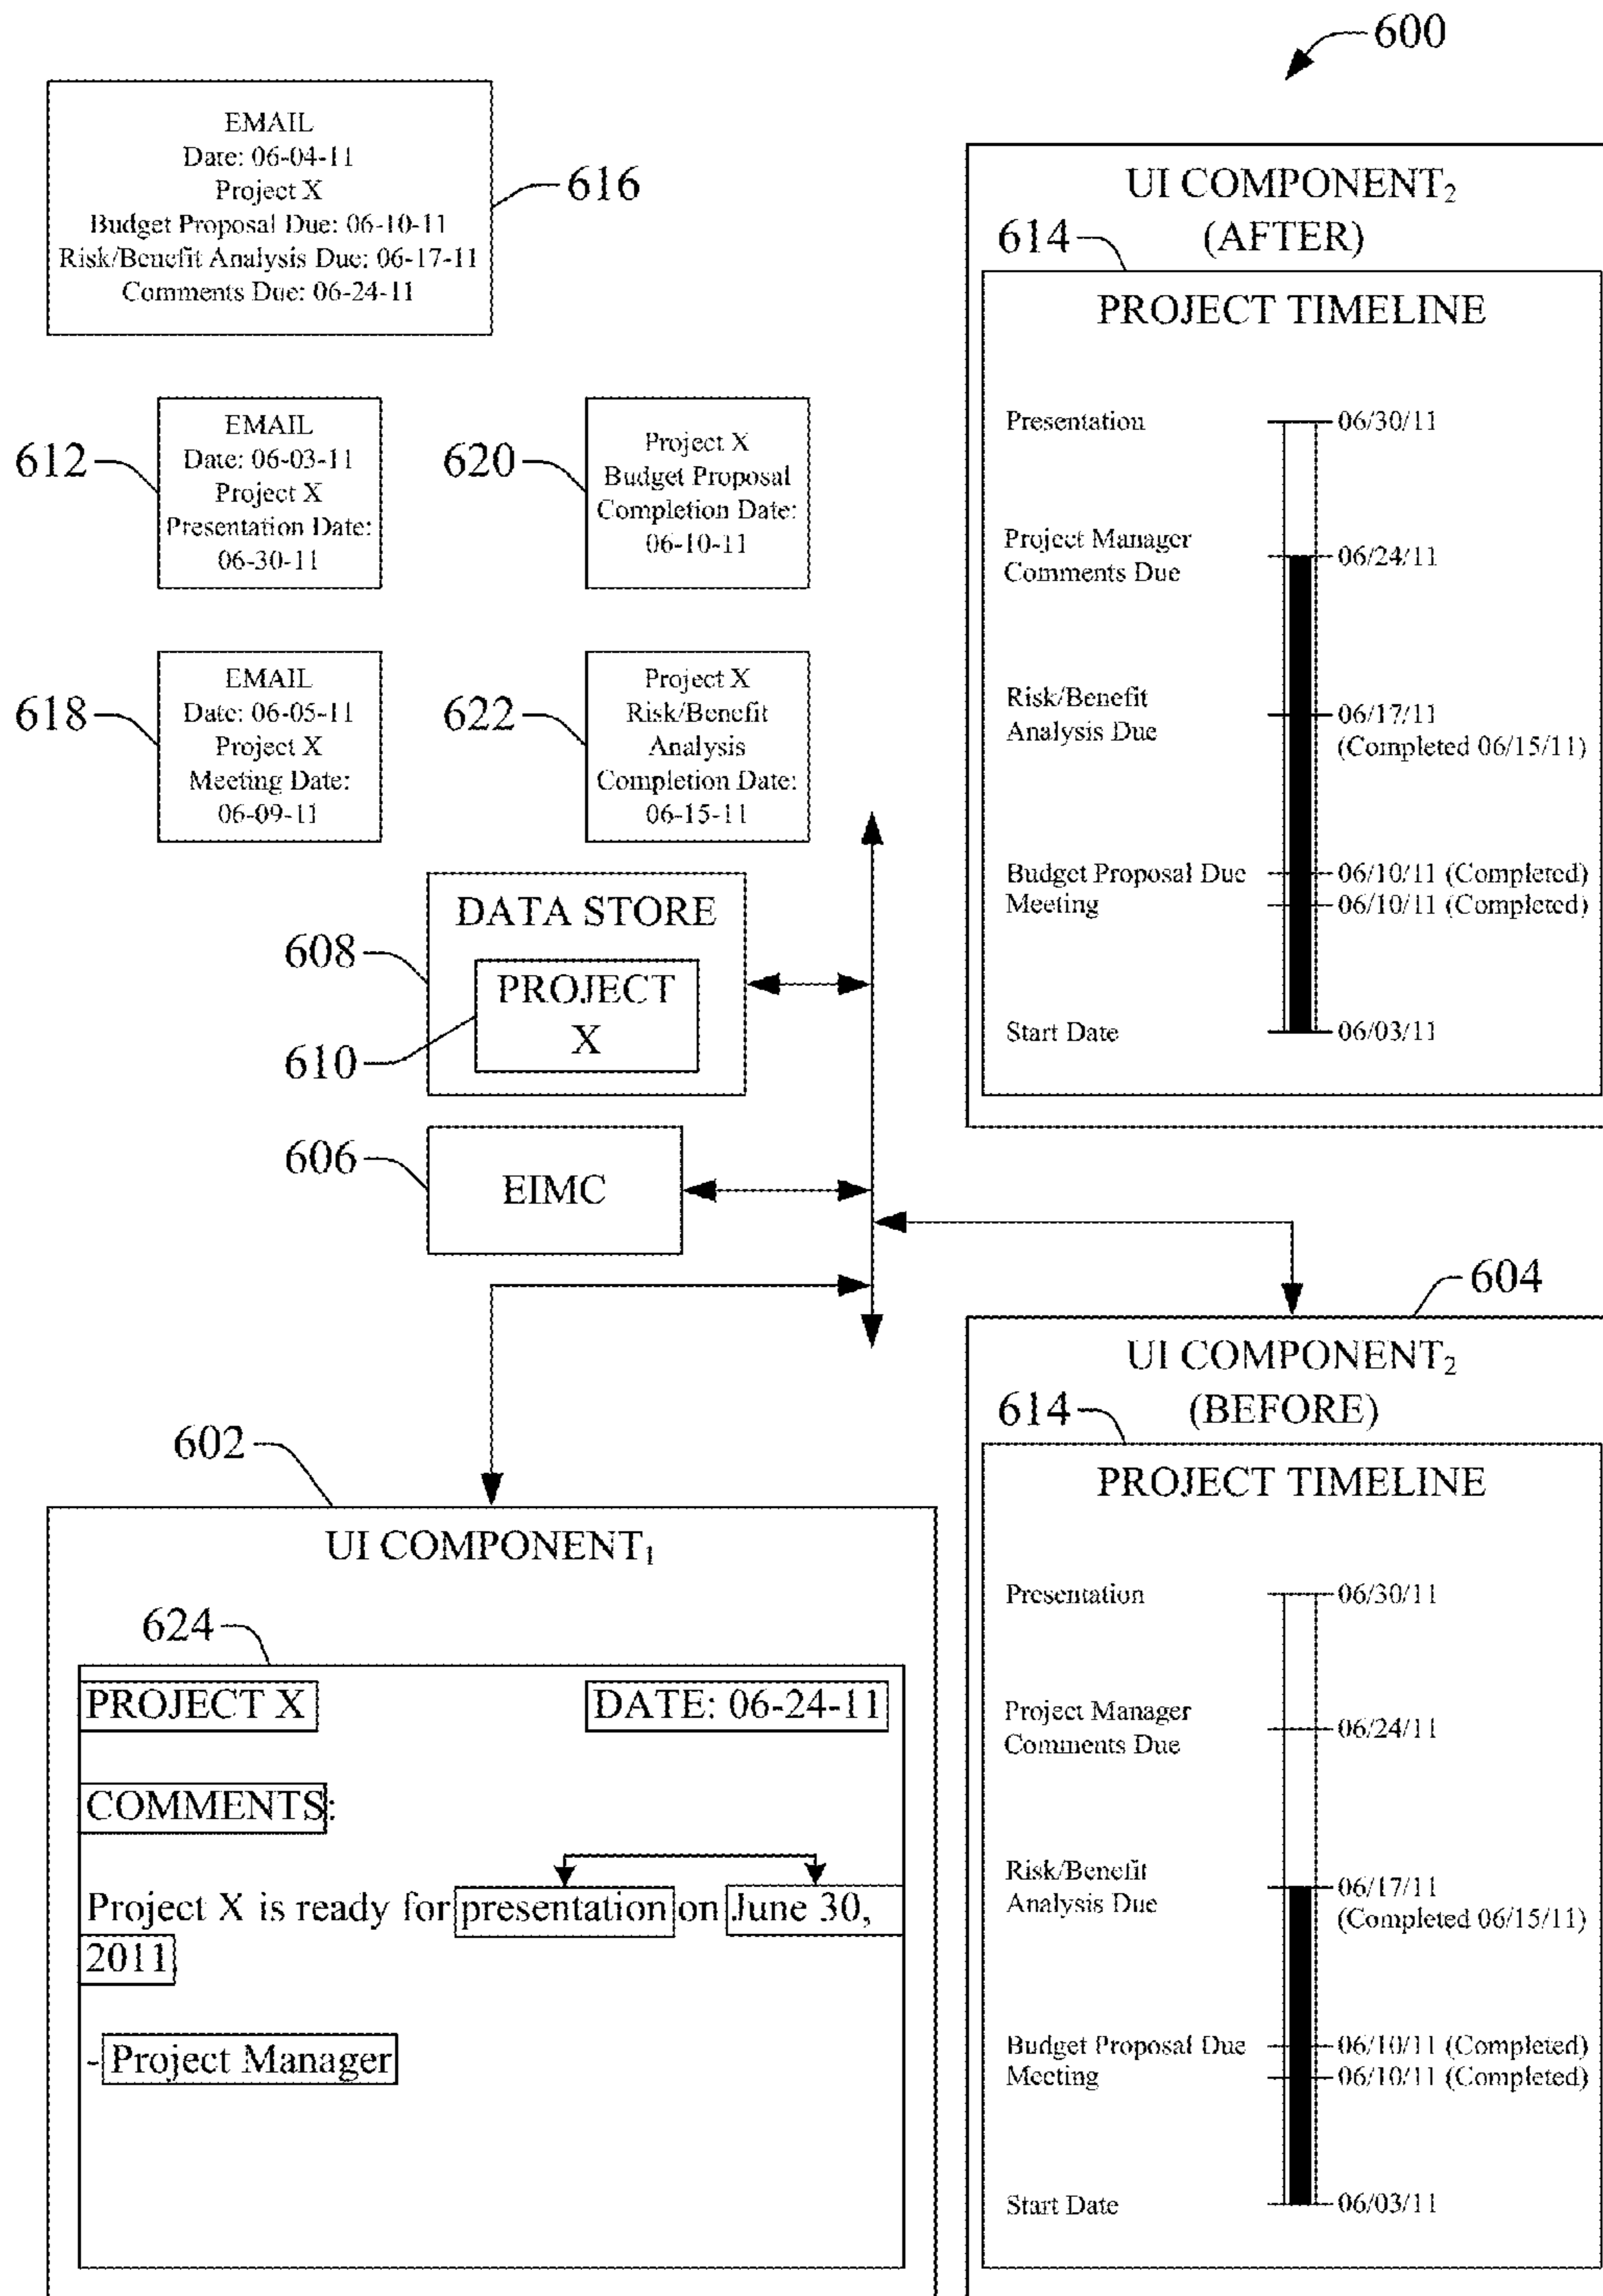 600
EMAIL
Date: 06-04-11
Project X
Budget Proposal Due: 06-10-11
Risk/Benefit Analysis Due: 06-17-11
Comments Due: 06-24-11
616
612
EMAIL
Date: 06-03-11
Project X
Presentation Date:
06-30-11
620
Project X
Budget Proposal
Completion Date:
06-10-11
618
EMAIL
Date: 06-05-11
Project X
Meeting Date:
06-09-11
622
Project X
Risk/Benefit
Analysis
Completion Date:
06-15-11
UI COMPONENT₂
(AFTER)
614
PROJECT TIMELINE
Presentation 06/30/11
Project Manager
Comments Due 06/24/11
Risk/Benefit 06/17/11
Analysis Due (Completed 06/15/11)
Budget Proposal Due 06/10/11 (Completed)
Meeting 06/10/11 (Completed)
Start Date 06/03/11
608
DATA STORE
610
PROJECT
X
606
EIMC
604
UI COMPONENT₂
(BEFORE)
614
PROJECT TIMELINE
Presentation 06/30/11
Project Manager
Comments Due 06/24/11
Risk/Benefit 06/17/11
Analysis Due (Completed 06/15/11)
Budget Proposal Due 06/10/11 (Completed)
Meeting 06/10/11 (Completed)
Start Date 06/03/11
602
UI COMPONENT₁
624
PROJECT X DATE: 06-24-11
COMMENTS:
Project X is ready for presentation on June 30,
2011
- Project Manager